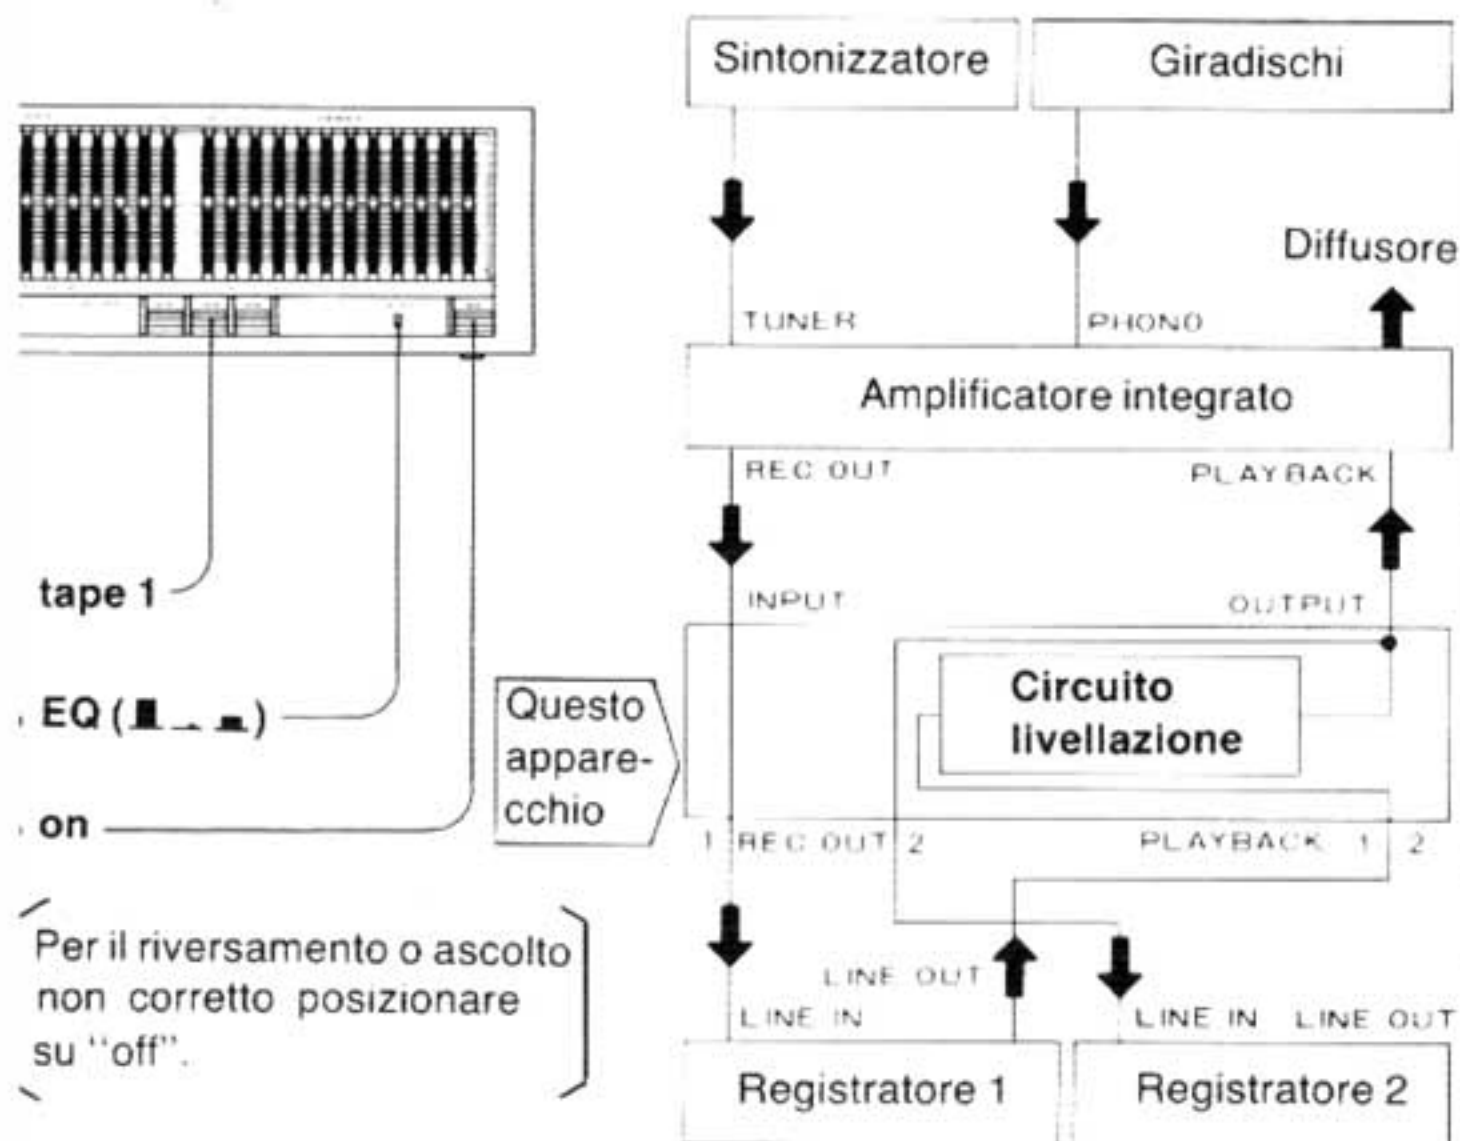 Sintonizzatore
Giradischi
Diffusore
TUNER
PHONO
Amplificatore integrato
REC OUT
PLAYBACK
INPUT
OUTPUT
tape 1
EQ
on
Questo
appare-
cchio
Circuito
livellazione
1 REC OUT 2
PLAYBACK 1 2
Per il riversamento o ascolto
non corretto posizionare
su "off".
LINE OUT
LINE IN
LINE IN LINE OUT
Registratore 1
Registratore 2